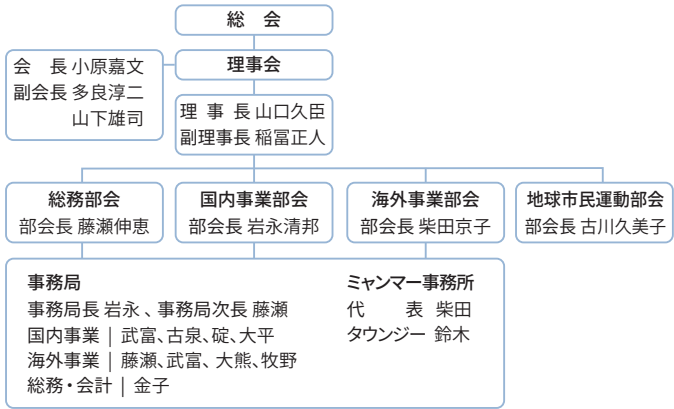 総　会
理事会
会　長 小原嘉文
副会長 多良淳二
山下雄司
理 事 長 山口久臣
副理事長 稲冨正人
総務部会
部会長 藤瀬伸恵
国内事業部会
部会長 岩永清邦
海外事業部会
部会長 柴田京子
地球市民運動部会
部会長 古川久美子
事務局
事務局長 岩永 、事務局次長 藤瀬
国内事業｜武富、古泉、碇、大平
海外事業｜藤瀬、武富、大熊、牧野
総務・会計｜金子
ミャンマー事務所
代　　表 柴田
タウンジー 鈴木